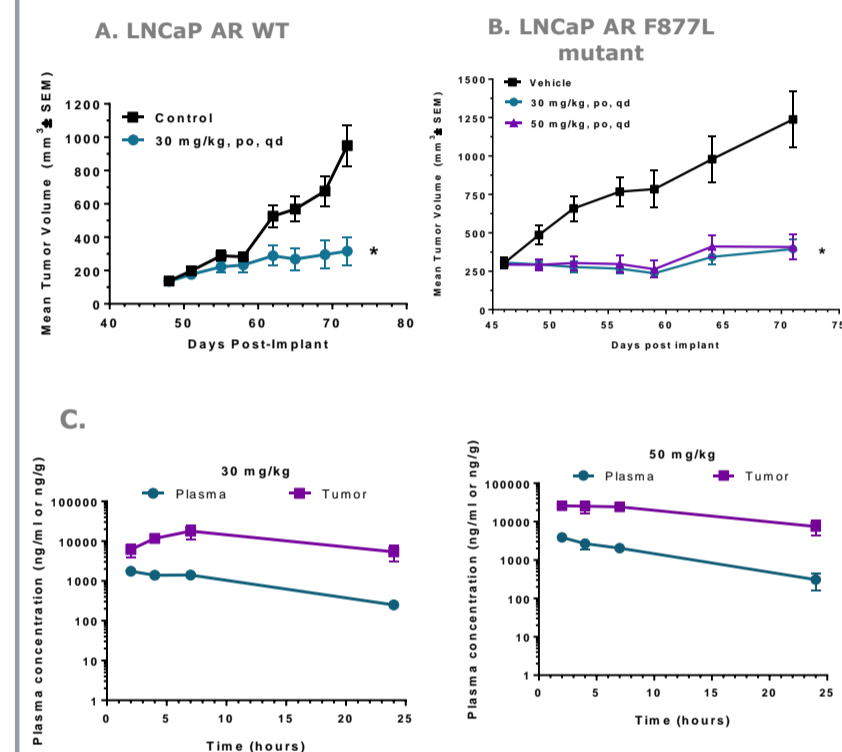 A. LNCaP AR WT
B. LNCaP AR F877L
mutant
Mean Tumor Volume (mm3 ± SEM)
1200
1000
800
600
400
200
0
Control
30 mg/kg, po, qd
*
40
50
60
70
80
Days Post-Implant
Mean Tumor Volume (mm3 ± SEM)
1500
1250
1000
750
500
250
0
Vehicle
30 mg/kg, po, qd
50 mg/kg, po, qd
*
45
50
55
60
65
70
75
Days post implant
C.
30 mg/kg
Plasma
Tumor
Plasma concentration (ng/ml or ng/g)
100000
10000
1000
100
10
1
0
5
10
15
20
25
Time (hours)
50 mg/kg
Plasma
Tumor
Plasma concentration (ng/ml or ng/g)
100000
10000
1000
100
10
1
0
5
10
15
20
25
Time (hours)